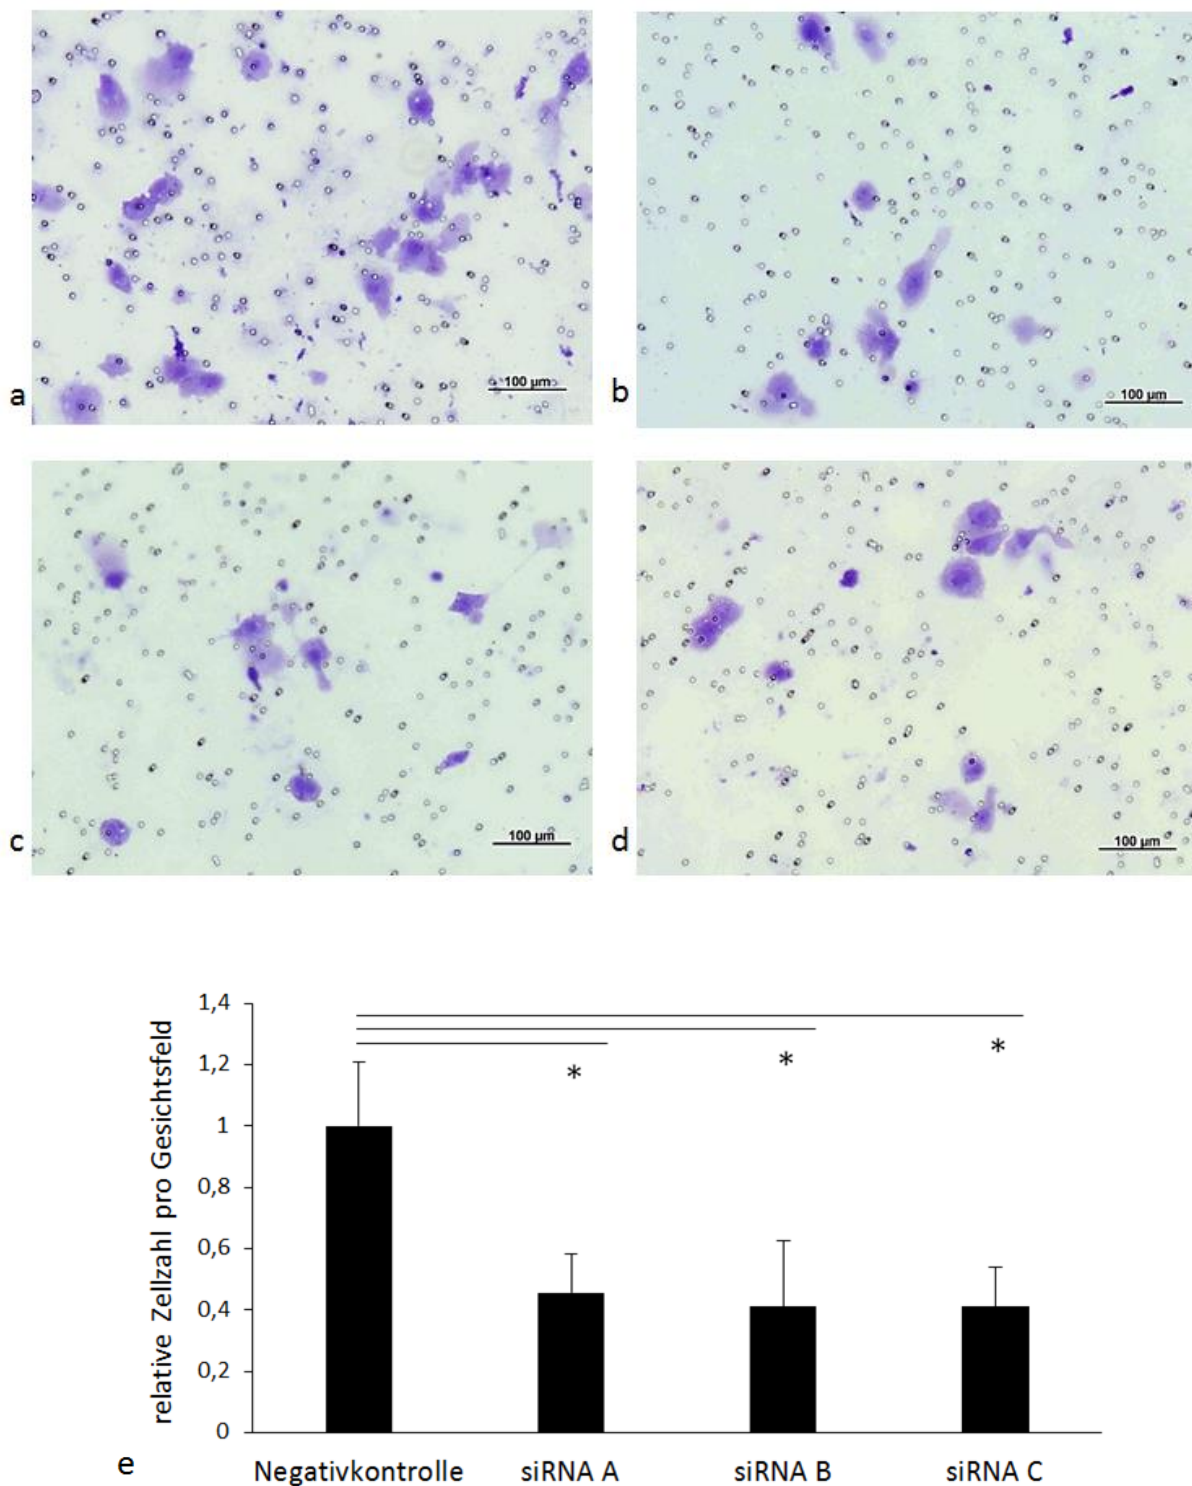 100 µm
a
100 µm
b
100 µm
c
100 µm
d
relative Zellzahl pro Gesichtsfeld
1,4
1,2
1
0,8
0,6
0,4
0,2
0
*
*
*
Negativkontrolle siRNA A siRNA B siRNA C
e